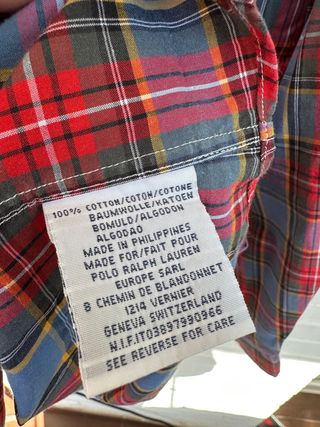 100% COTTON/COTON/COTONE
BAUMWOLLE/KATOEN
BOMULD/ALGODON
ALGODAO
MADE IN PHILIPPINES
MADE FOR/FAIT POUR
POLO RALPH LAUREN
EUROPE SARL
8 CHEMIN DE BLANDONNET
1214 VERNIER
GENEVA SWITZERLAND
N.I.F.IT03897990966
SEE REVERSE FOR CARE